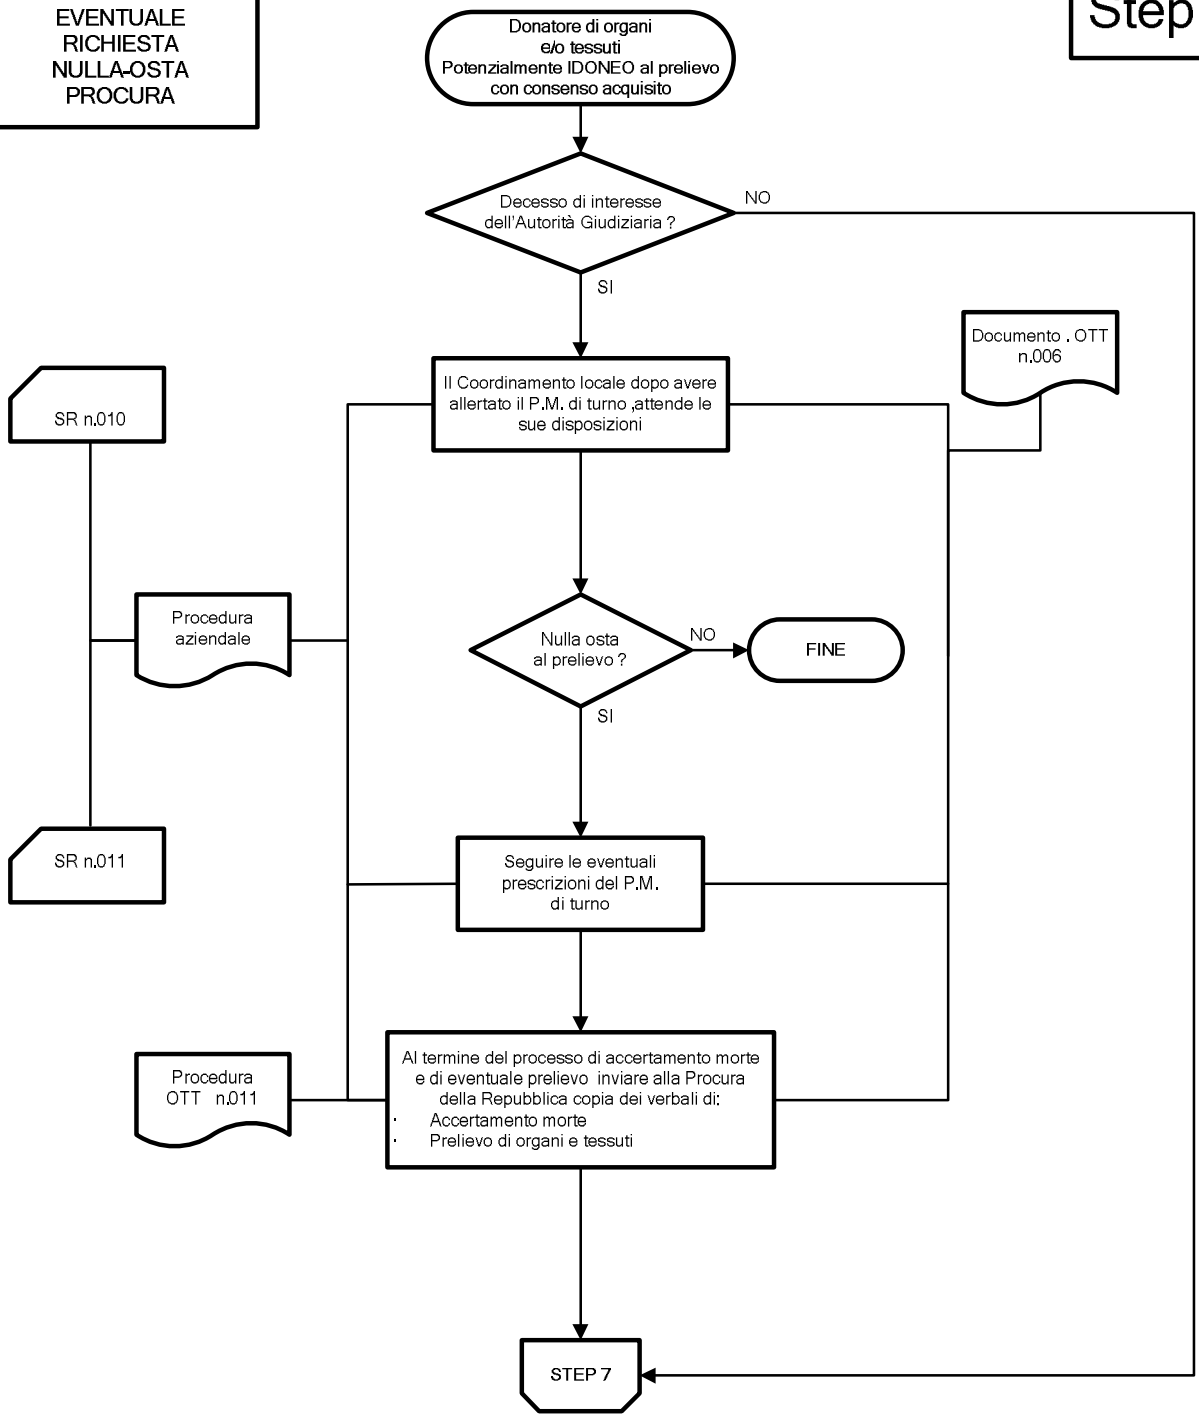 EVENTUALE
RICHIESTA
NULLA-OSTA
PROCURA
Step
Donatore di organi
e/o tessuti
Potenzialmente IDONEO al prelievo
con consenso acquisito
Decesso di interesse
dell'Autorità Giudiziaria ?
NO
SI
Documento . OTT
n.006
Il Coordinamento locale dopo avere
allertato il P.M. di turno ,attende le
sue disposizioni
SR n.010
Procedura
aziendale
Nulla osta
al prelievo ?
NO
FINE
SI
SR n.011
Seguire le eventuali
prescrizioni del P.M.
di turno
Procedura
OTT n.011
Al termine del processo di accertamento morte
e di eventuale prelievo inviare alla Procura
della Repubblica copia dei verbali di:
· Accertamento morte
· Prelievo di organi e tessuti
STEP 7